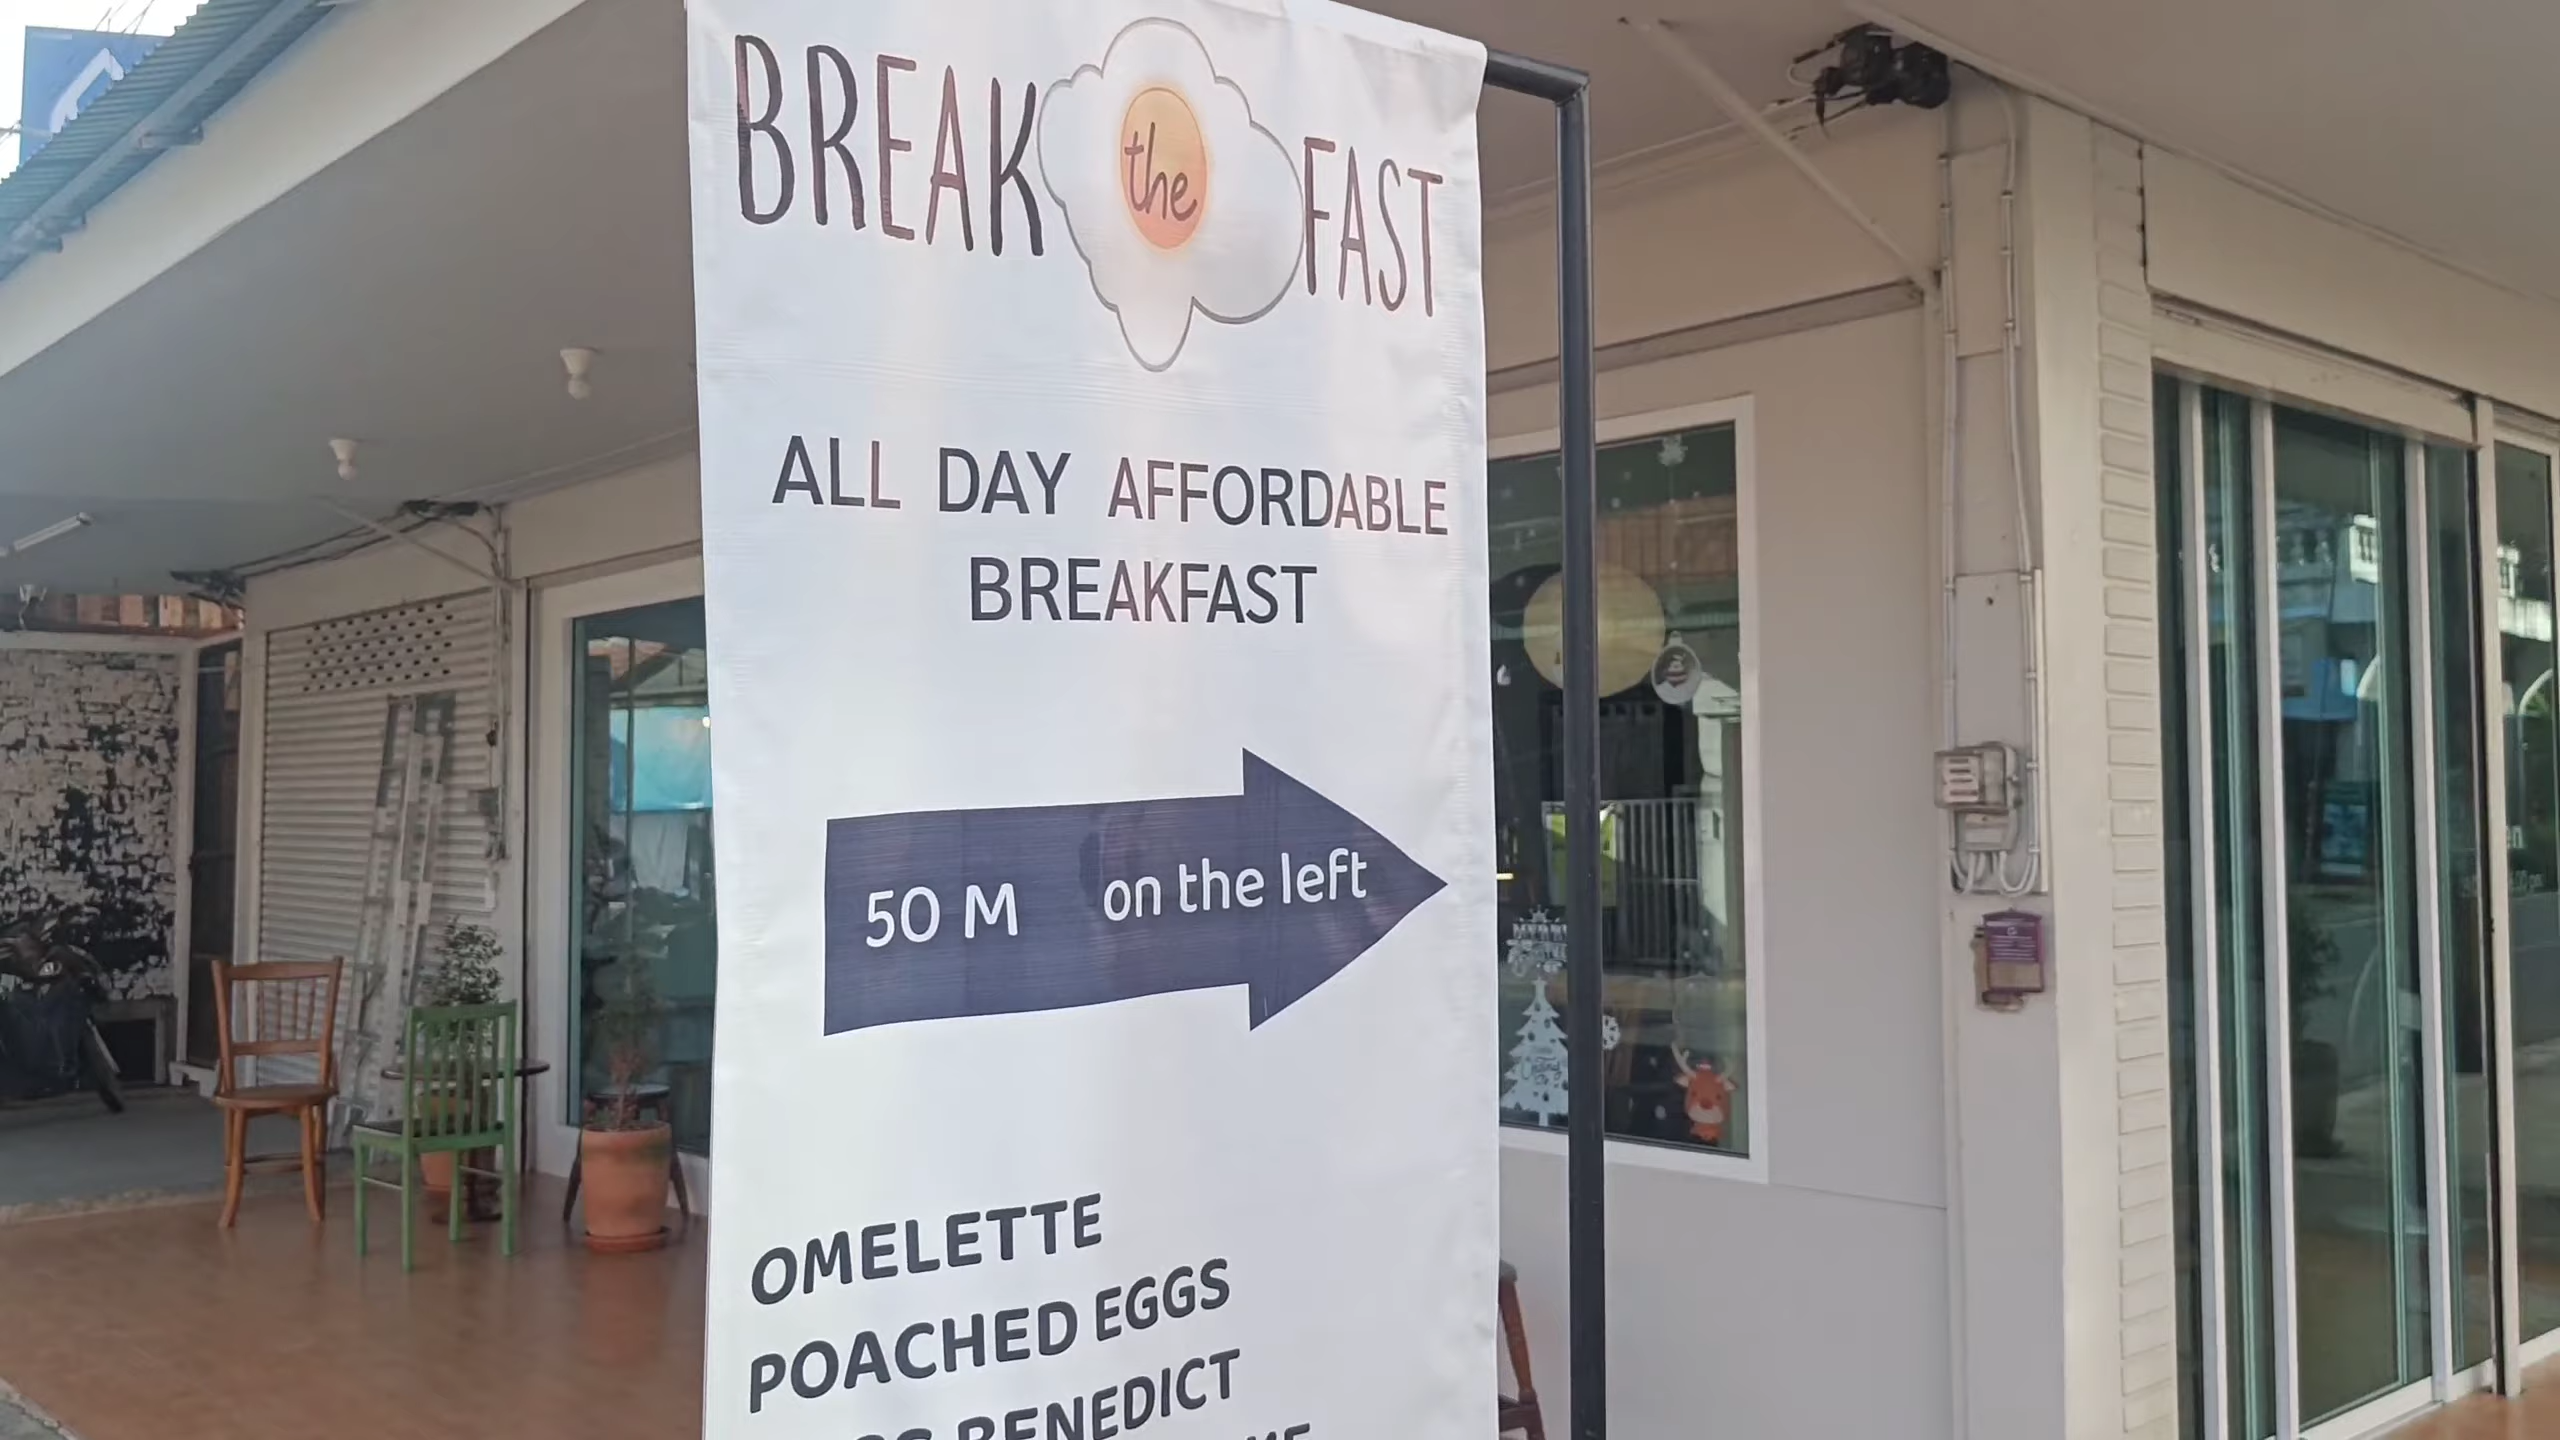 BREAK the FAST
ALL DAY AFFORDABLE
BREAKFAST
50 M on the left
OMELETTE
POACHED EGGS
BENEDICT